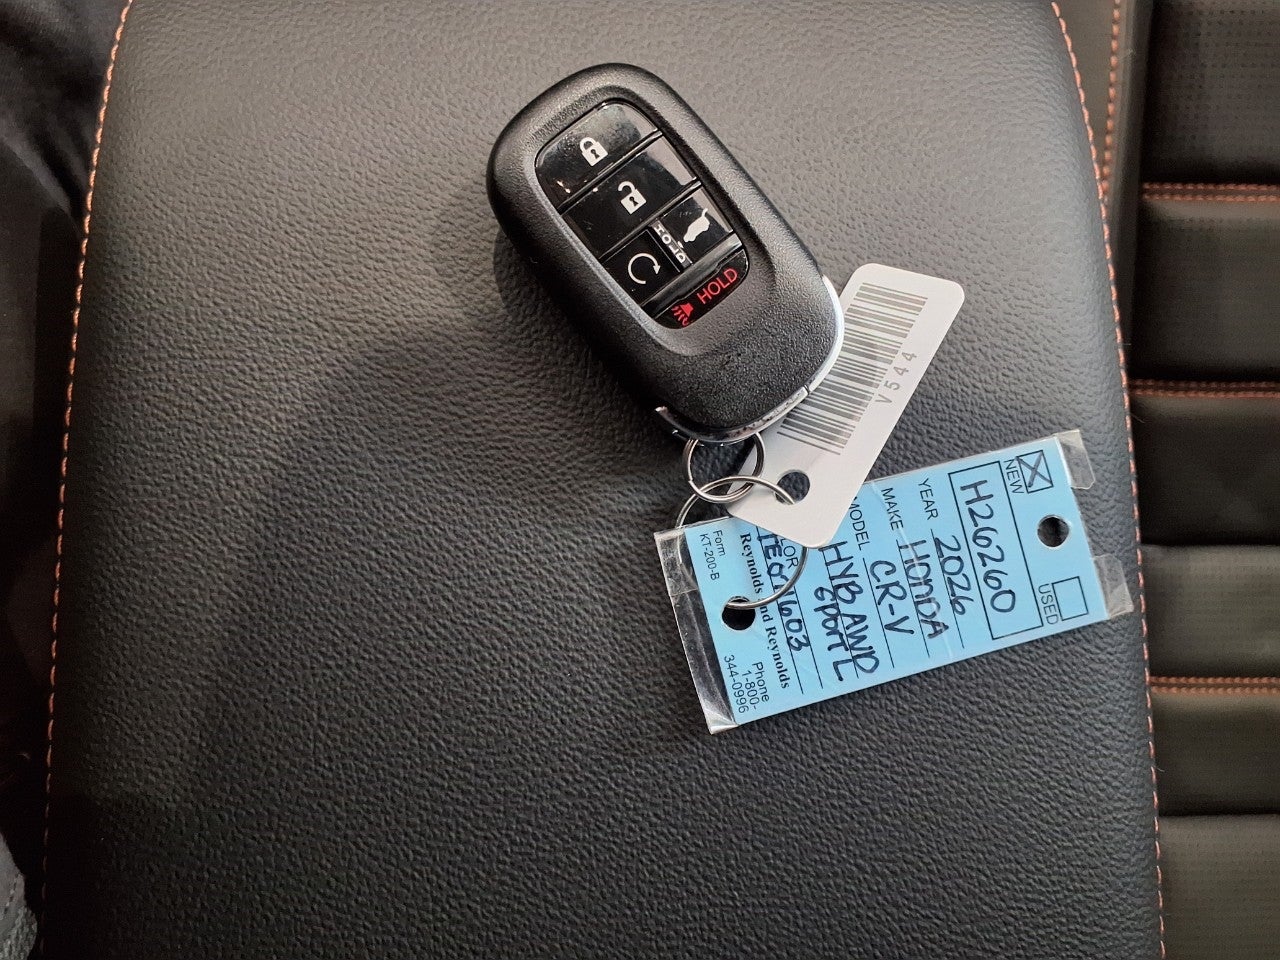 HOLD
HOLD
V544
NEW
USED
H26260
YEAR 2026
MAKE HONDA
MODEL CR-V
HYB AWD
SPORT L
Reynolds and Reynolds
Form
KT-200-B
Phone
1-800-
344-0996